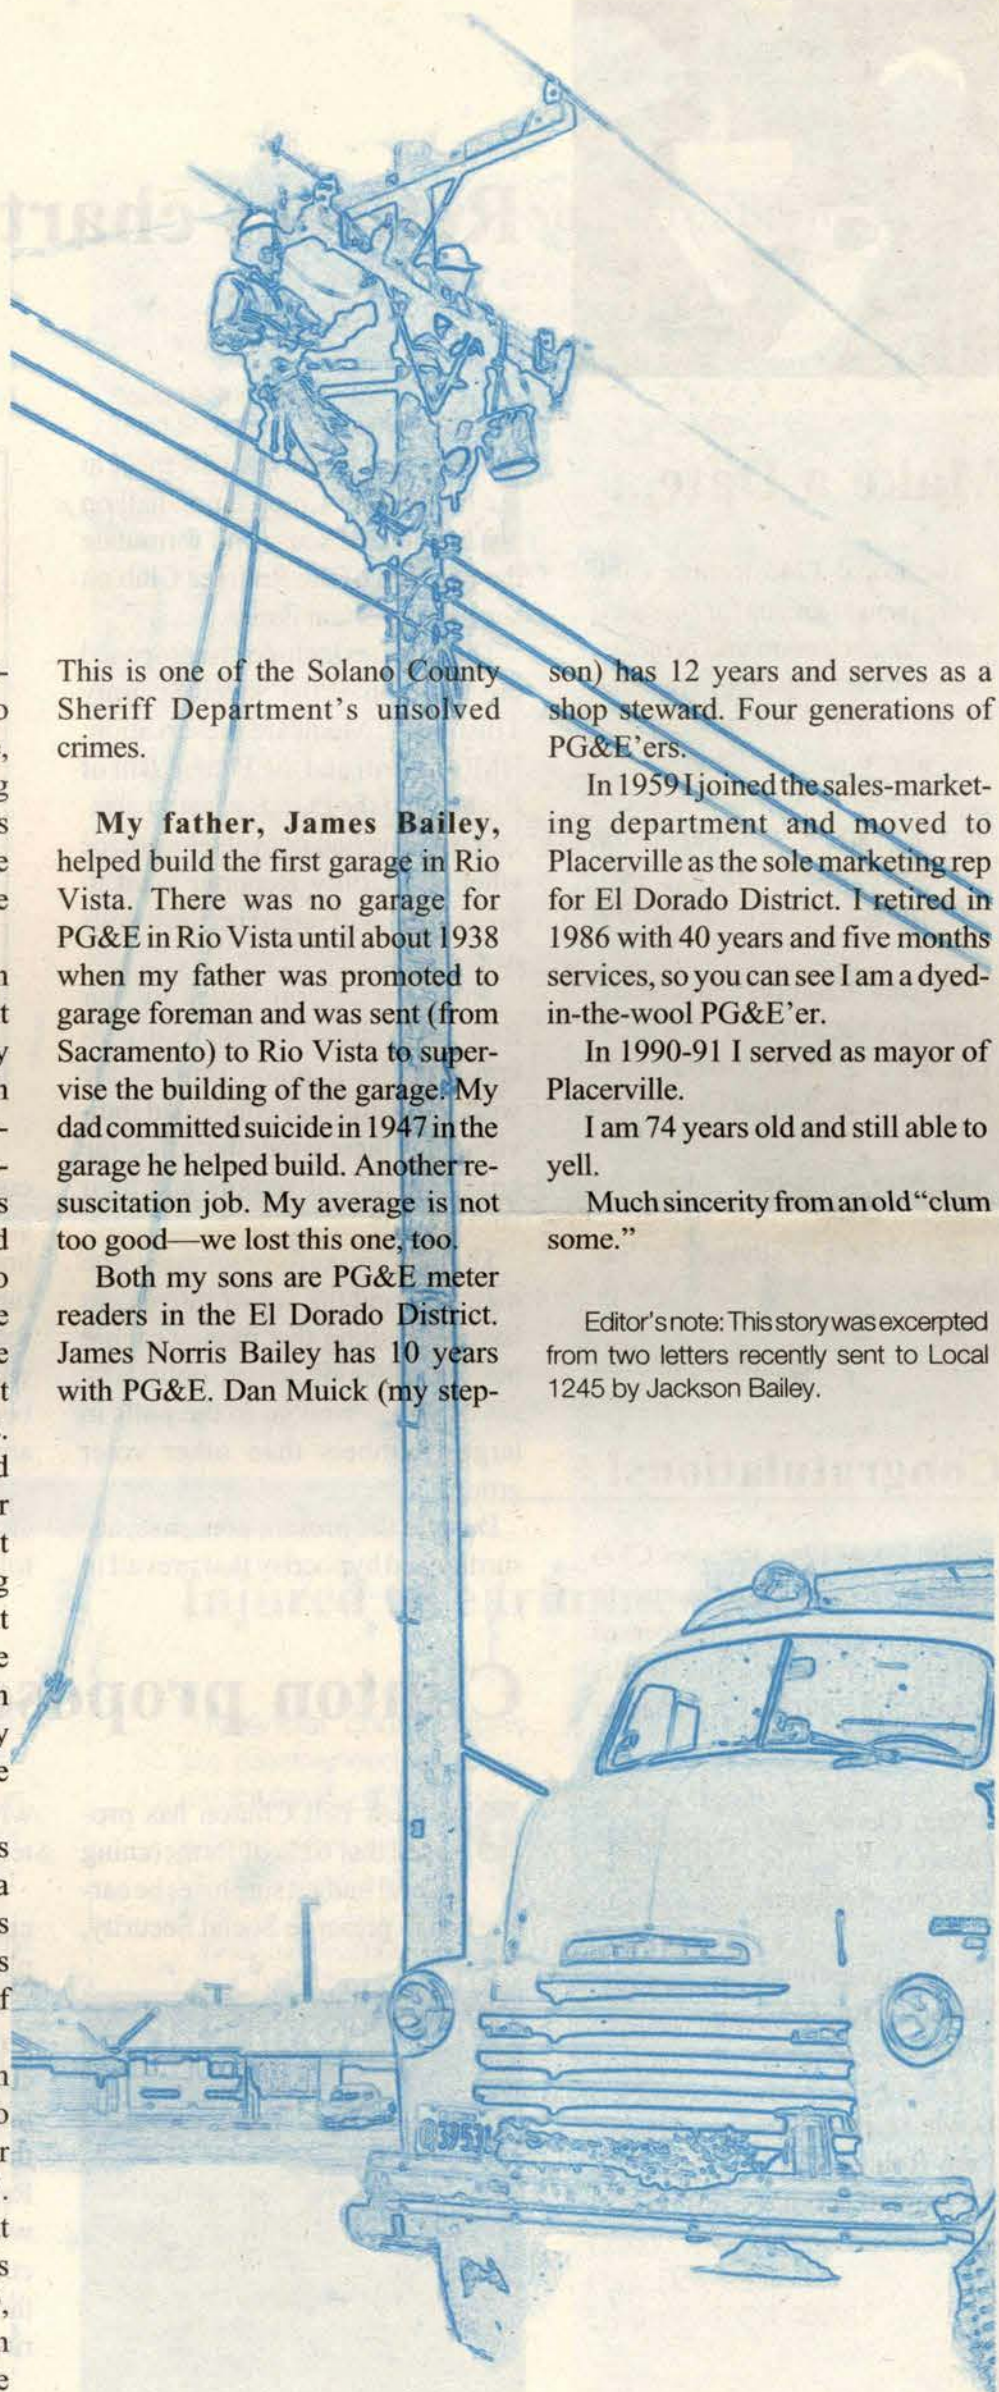 This is one of the Solano County
Sheriff Department's unsolved
crimes.
My father, James Bailey,
helped build the first garage in Rio
Vista. There was no garage for
PG&E in Rio Vista until about 1938
when my father was promoted to
garage foreman and was sent (from
Sacramento) to Rio Vista to super-
vise the building of the garage. My
dad committed suicide in 1947 in the
garage he helped build. Another re-
suscitation job. My average is not
too good—we lost this one, too.
Both my sons are PG&E meter
readers in the El Dorado District.
James Norris Bailey has 10 years
with PG&E. Dan Muick (my step-
son) has 12 years and serves as a
shop steward. Four generations of
PG&E'ers.
In 1959 I joined the sales-market-
ing department and moved to
Placerville as the sole marketing rep
for El Dorado District. I retired in
1986 with 40 years and five months
services, so you can see I am a dyed-
in-the-wool PG&E'er.
In 1990-91 I served as mayor of
Placerville.
I am 74 years old and still able to
yell.
Much sincerity from an old “clum
some.”
Editor's note: This story was excerpted
from two letters recently sent to Local
1245 by Jackson Bailey.